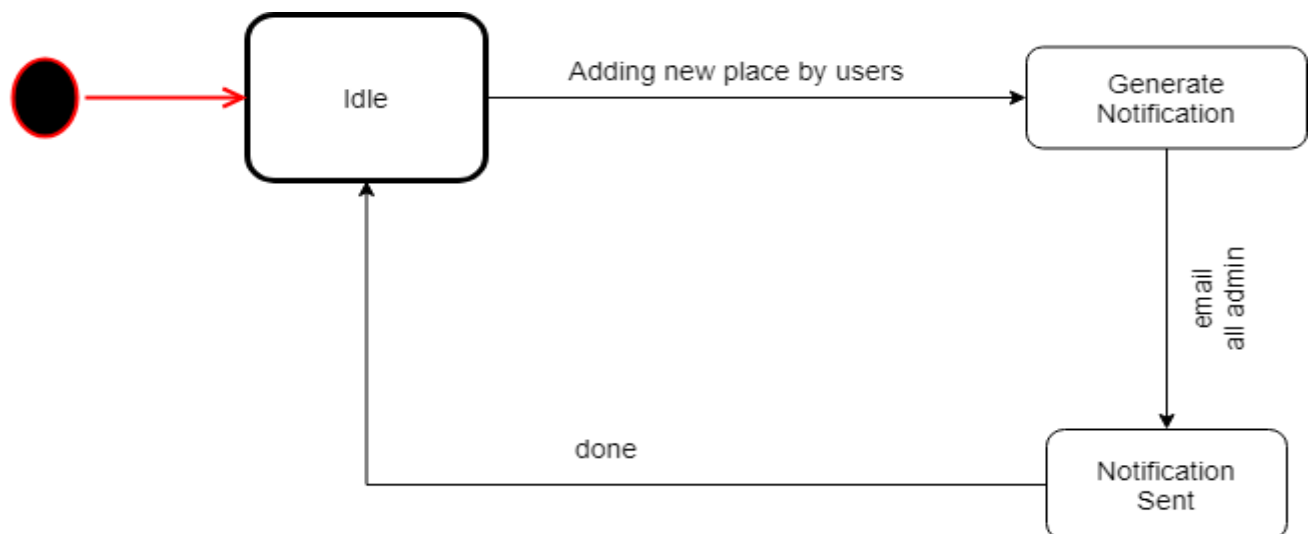 Idle
Adding new place by users
Generate
Notification
email
all admin
done
Notification
Sent